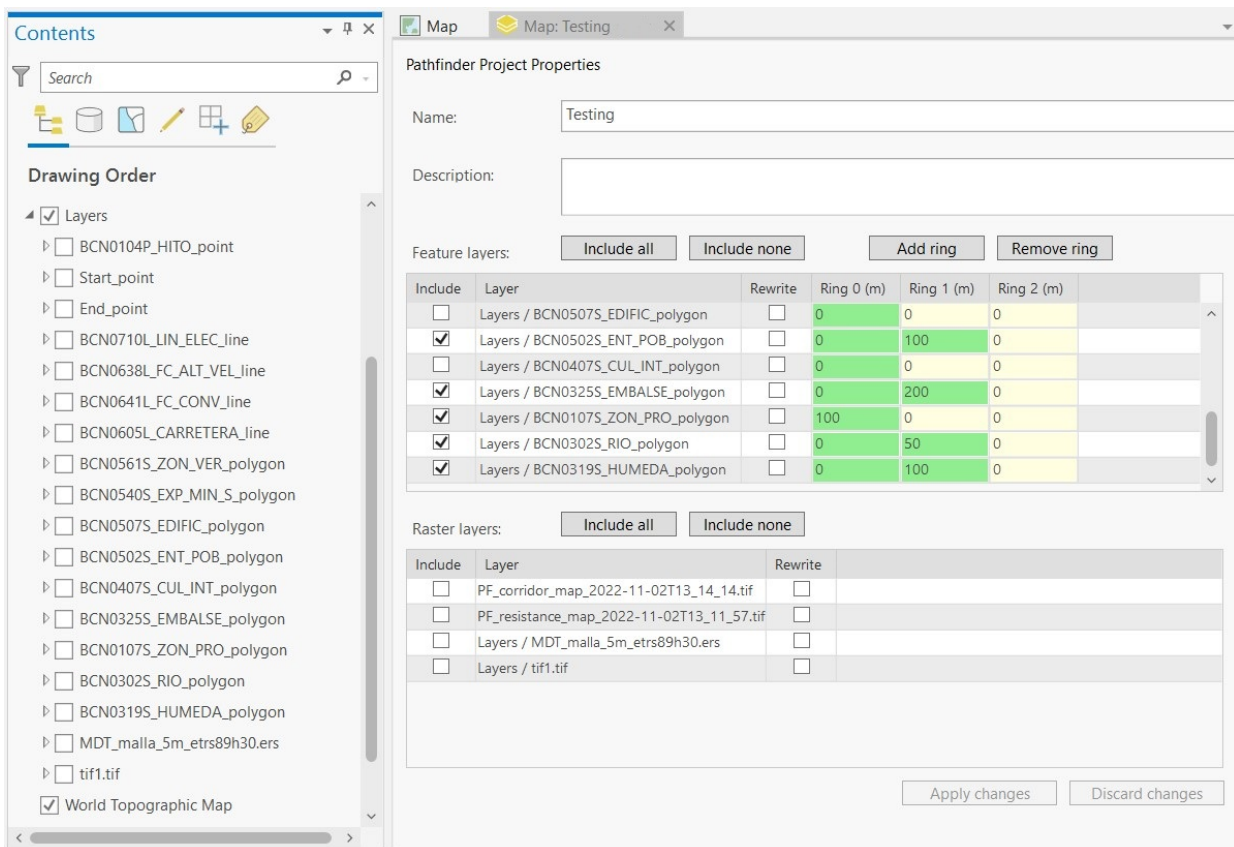 Contents
Search
Drawing Order
Layers
BCN0104P_HITO_point
Start_point
End_point
BCN0710L_LIN_ELEC_line
BCN0638L_FC_ALT_VEL_line
BCN0641L_FC_CONV_line
BCN0605L_CARRETERA_line
BCN0561S_ZON_VER_polygon
BCN0540S_EXP_MIN_S_polygon
BCN0507S_EDIFIC_polygon
BCN0502S_ENT_POB_polygon
BCN0407S_CUL_INT_polygon
BCN0325S_EMBALSE_polygon
BCN0107S_ZON_PRO_polygon
BCN0302S_RIO_polygon
BCN0319S_HUMEDA_polygon
MDT_malla_5m_etrs89h30.ers
tif1.tif
World Topographic Map
Map Map: Testing
Pathfinder Project Properties
Name: Testing
Description:
Feature layers: Include all Include none Add ring Remove ring
Include Layer Rewrite Ring 0 (m) Ring 1 (m) Ring 2 (m)
Layers / BCN0507S_EDIFIC_polygon 0 0 0
Layers / BCN0502S_ENT_POB_polygon 0 100 0
Layers / BCN0407S_CUL_INT_polygon 0 0 0
Layers / BCN0325S_EMBALSE_polygon 0 200 0
Layers / BCN0107S_ZON_PRO_polygon 100 0 0
Layers / BCN0302S_RIO_polygon 0 50 0
Layers / BCN0319S_HUMEDA_polygon 0 100 0
Raster layers: Include all Include none
Include Layer Rewrite
PF_corridor_map_2022-11-02T13_14_14.tif
PF_resistance_map_2022-11-02T13_11_57.tif
Layers / MDT_malla_5m_etrs89h30.ers
Layers / tif1.tif
Apply changes Discard changes